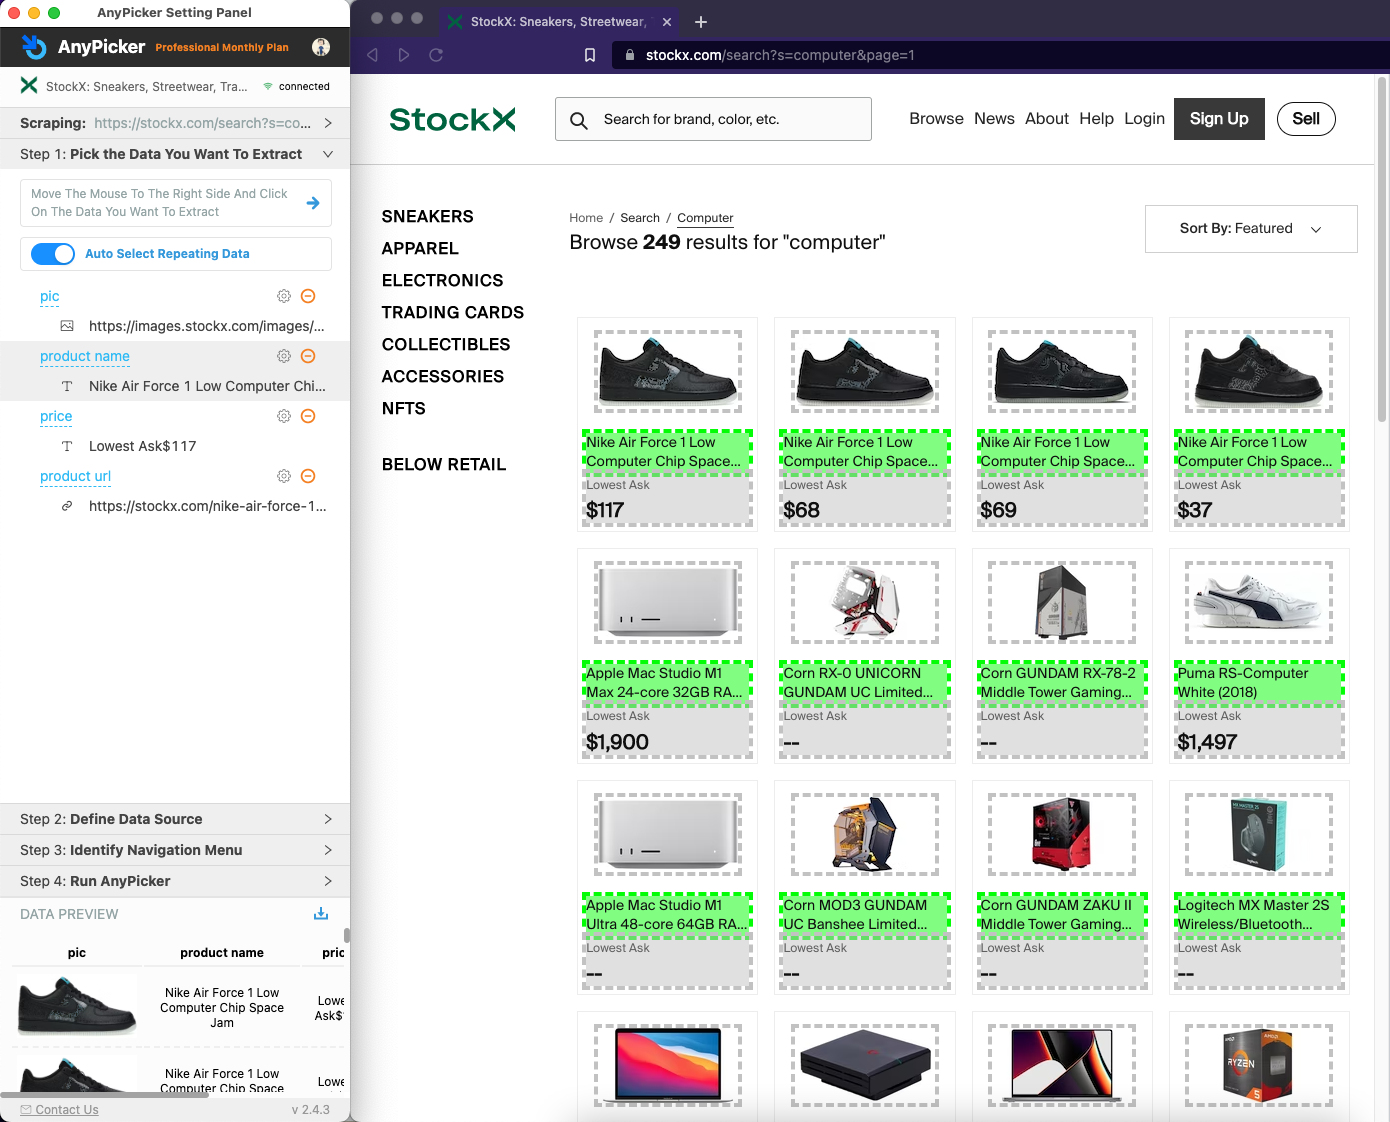 AnyPicker Setting Panel
AnyPicker Professional Monthly Plan
StockX: Sneakers, Streetwear, Tra... connected
Scraping: https://stockx.com/search?s=co...
Step 1: Pick the Data You Want To Extract
Move The Mouse To The Right Side And Click
On The Data You Want To Extract
Auto Select Repeating Data
pic
https://images.stockx.com/images/...
product name
Nike Air Force 1 Low Computer Chi...
price
Lowest Ask$117
product url
https://stockx.com/nike-air-force-1...
Step 2: Define Data Source
Step 3: Identify Navigation Menu
Step 4: Run AnyPicker
DATA PREVIEW
pic product name pric
Nike Air Force 1 Low
Computer Chip Space
Jam
Lowe
Ask$
Nike Air Force 1 Low
Computer Chip Space
Lowe
Contact Us v 2.4.3
StockX: Sneakers, Streetwear,
stockx.com/search?s=computer&page=1
StockX
Search for brand, color, etc.
Browse News About Help Login Sign Up Sell
SNEAKERS
APPAREL
ELECTRONICS
TRADING CARDS
COLLECTIBLES
ACCESSORIES
NFTS
BELOW RETAIL
Home / Search / Computer
Browse 249 results for "computer"
Sort By: Featured
Nike Air Force 1 Low
Computer Chip Space...
Lowest Ask
$117
Nike Air Force 1 Low
Computer Chip Space...
Lowest Ask
$68
Nike Air Force 1 Low
Computer Chip Space...
Lowest Ask
$69
Nike Air Force 1 Low
Computer Chip Space...
Lowest Ask
$37
Apple Mac Studio M1
Max 24-core 32GB RA...
Lowest Ask
$1,900
Corn RX-0 UNICORN
GUNDAM UC Limited...
Lowest Ask
--
Corn GUNDAM RX-78-2
Middle Tower Gaming...
Lowest Ask
--
Puma RS-Computer
White (2018)
Lowest Ask
$1,497
MX MASTER 2S
logitech
Apple Mac Studio M1
Ultra 48-core 64GB RA...
Lowest Ask
--
Corn MOD3 GUNDAM
UC Banshee Limited...
Lowest Ask
--
Corn GUNDAM ZAKU II
Middle Tower Gaming...
Lowest Ask
--
Logitech MX Master 2S
Wireless/Bluetooth...
Lowest Ask
--
AMD
AMD
RYZEN
5